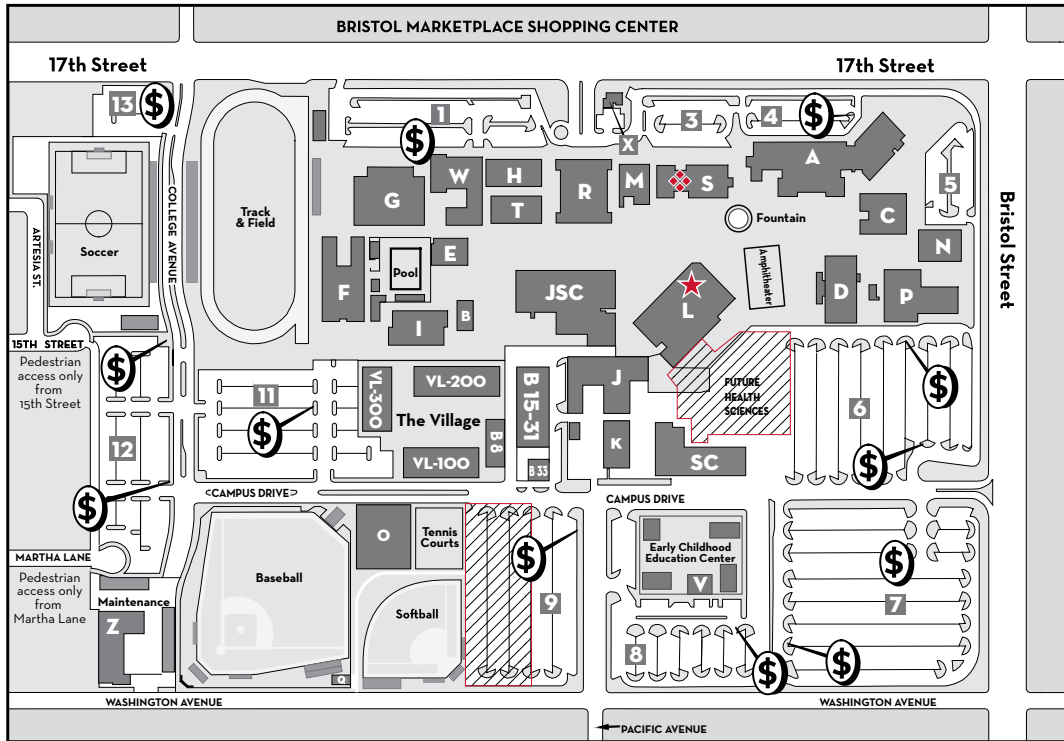 BRISTOL MARKETPLACE SHOPPING CENTER
17th Street
17th Street
13
$
1
$
X
3
4
$
A
5
W
H
T
G
R
M
S
C
N
Bristol Street
COLLEGE AVENUE
ARTESIA ST.
Soccer
Track
& Field
Fountain
Amphitheater
F
Pool
E
B
I
JSC
L
D
P
15TH STREET
Pedestrian
access only
from
15th Street
$
12
$
11
$
VL-300
VL-200
The Village
VL-100
B 8
B 15-31
B 33
J
K
SC
FUTURE
HEALTH
SCIENCES
6
$
$
CAMPUS DRIVE
CAMPUS DRIVE
MARTHA LANE
Pedestrian
access only
from
Martha Lane
Maintenance
Z
Baseball
O
Tennis
Courts
Softball
Q
$
9
Early Childhood
Education Center
V
8
$
$
7
$
WASHINGTON AVENUE
WASHINGTON AVENUE
PACIFIC AVENUE